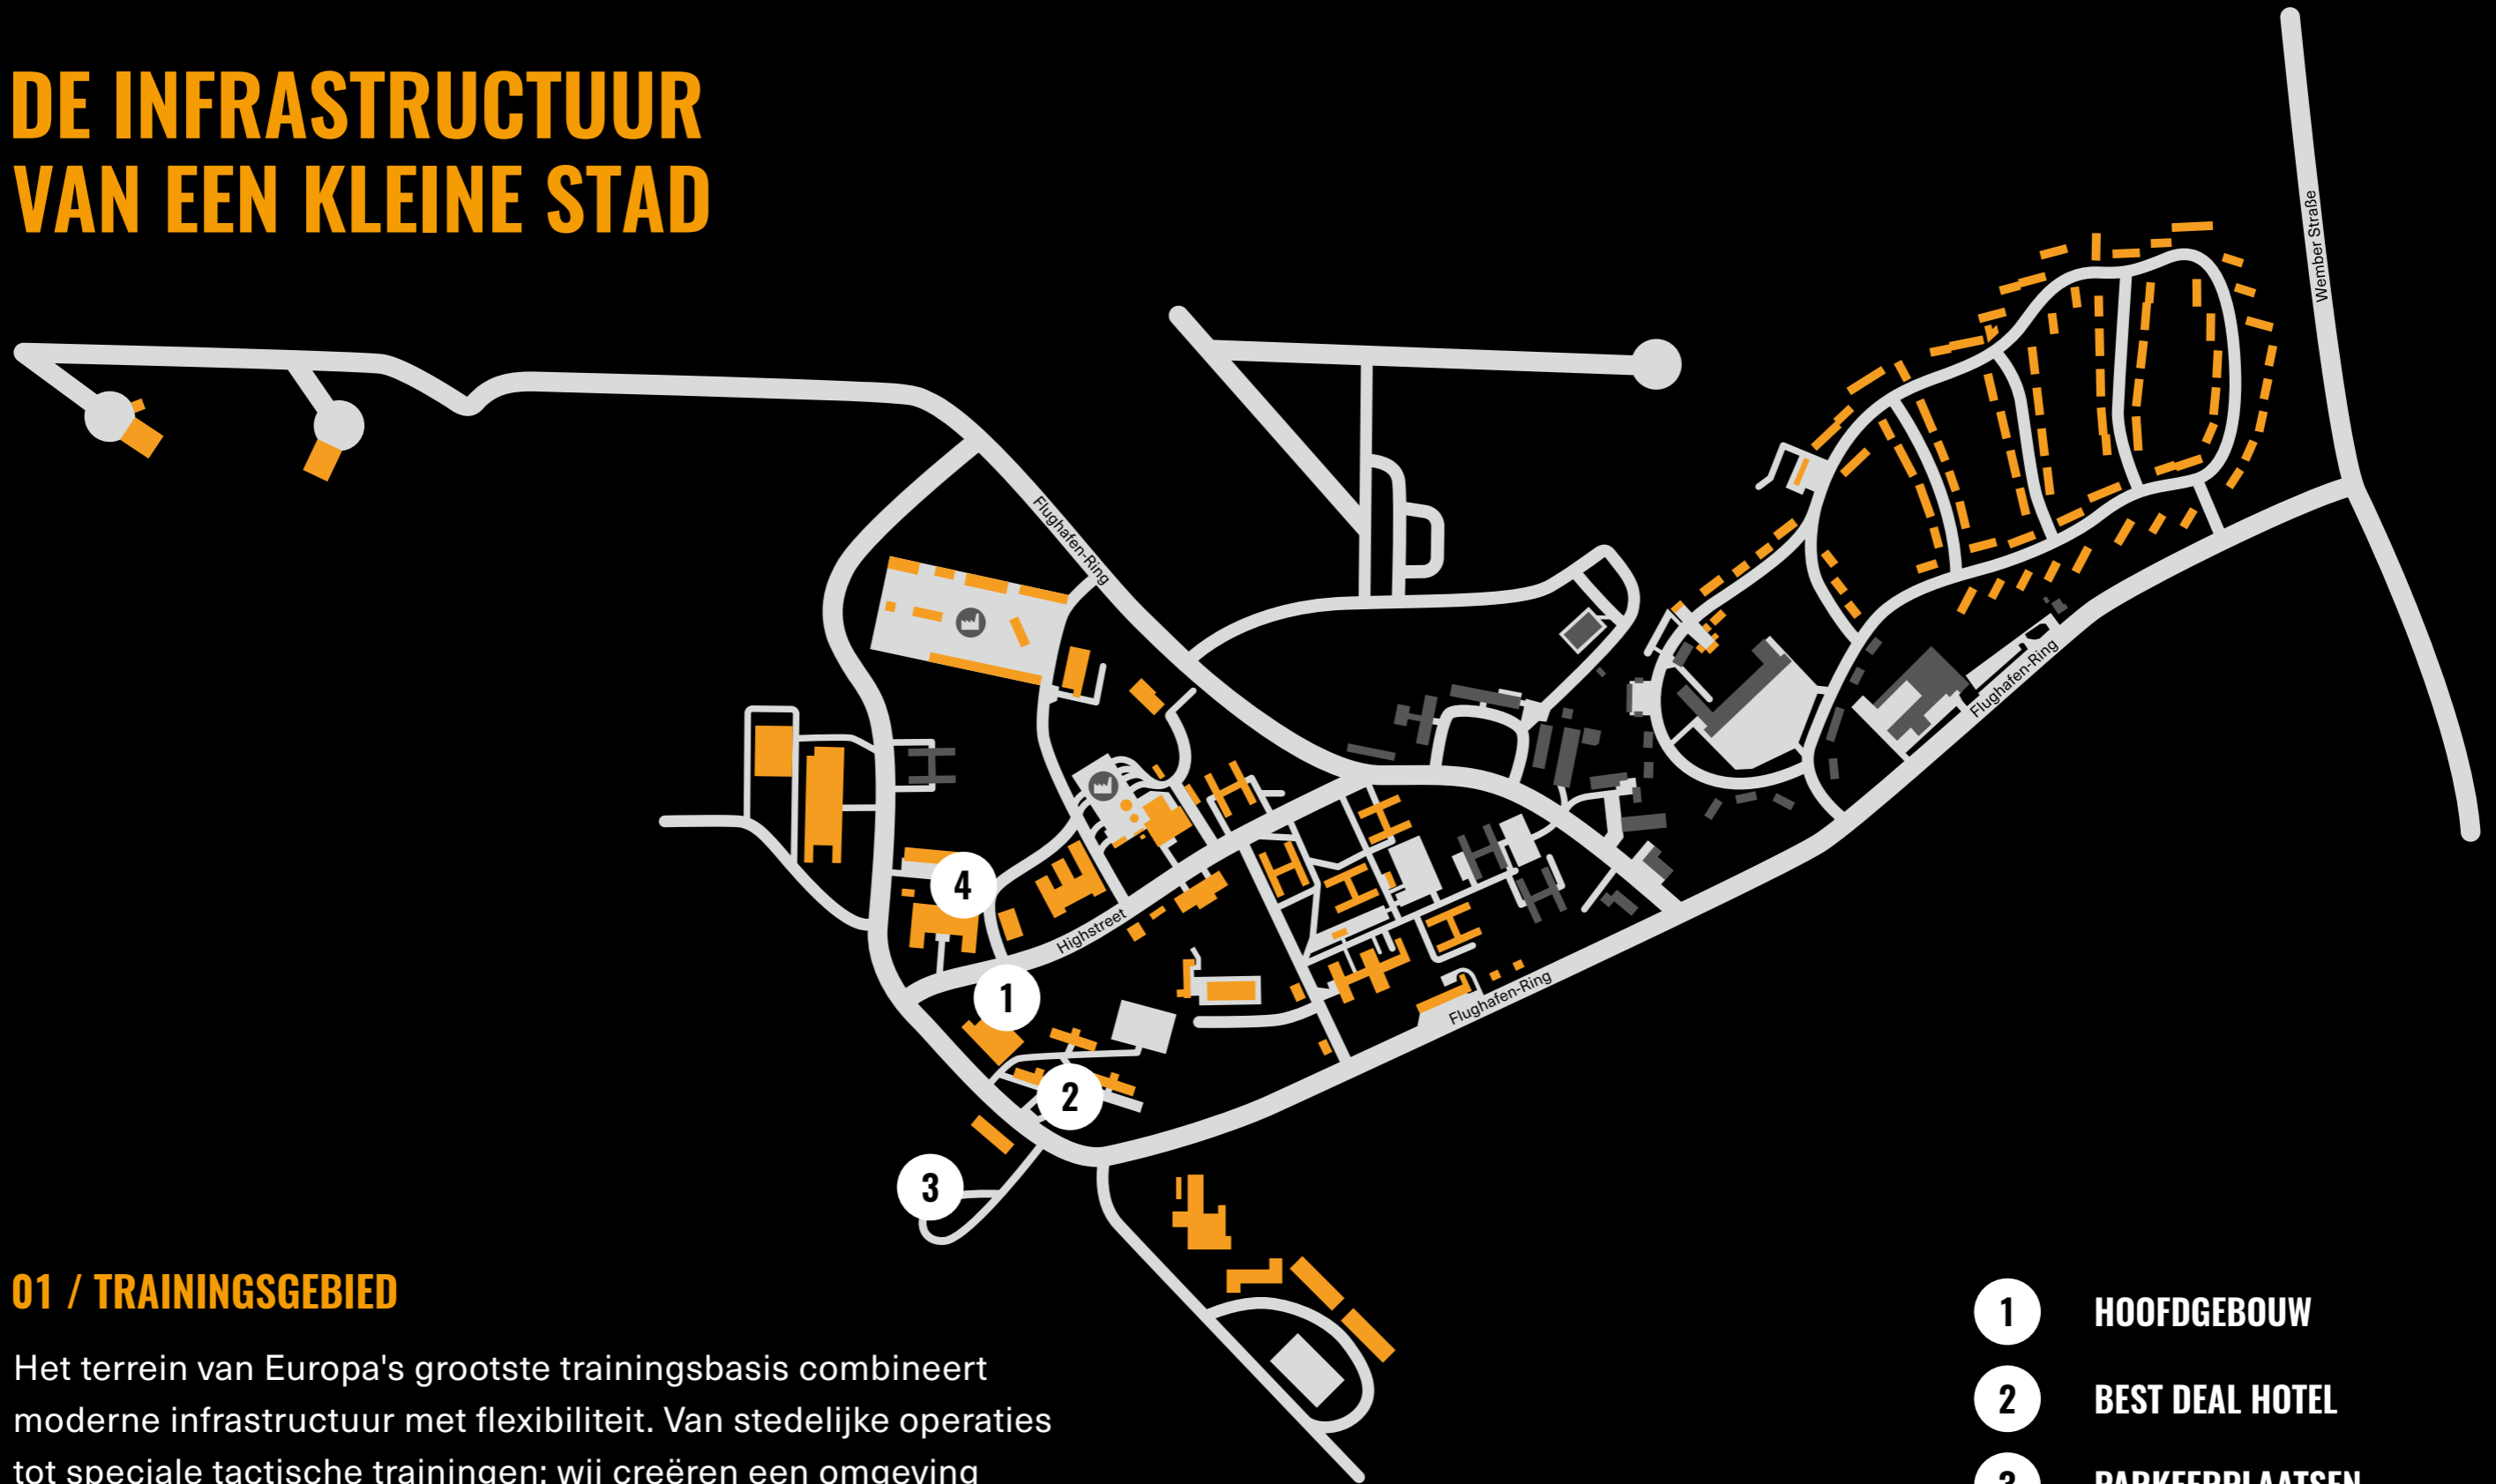 DE INFRASTRUCTUUR
VAN EEN KLEINE STAD
Wember Straße
Flughafen-Ring
Flughafen-Ring
4
Highstreet
1
Flughafen-Ring
2
3
01 / TRAININGSGEBIED
Het terrein van Europa's grootste trainingsbasis combineert
moderne infrastructuur met flexibiliteit. Van stedelijke operaties
tot speciale tactische trainingen: wij creëren een omgeving
1 HOOFDGEBOUW
2 BEST DEAL HOTEL
3 PARKEERPLAATSEN